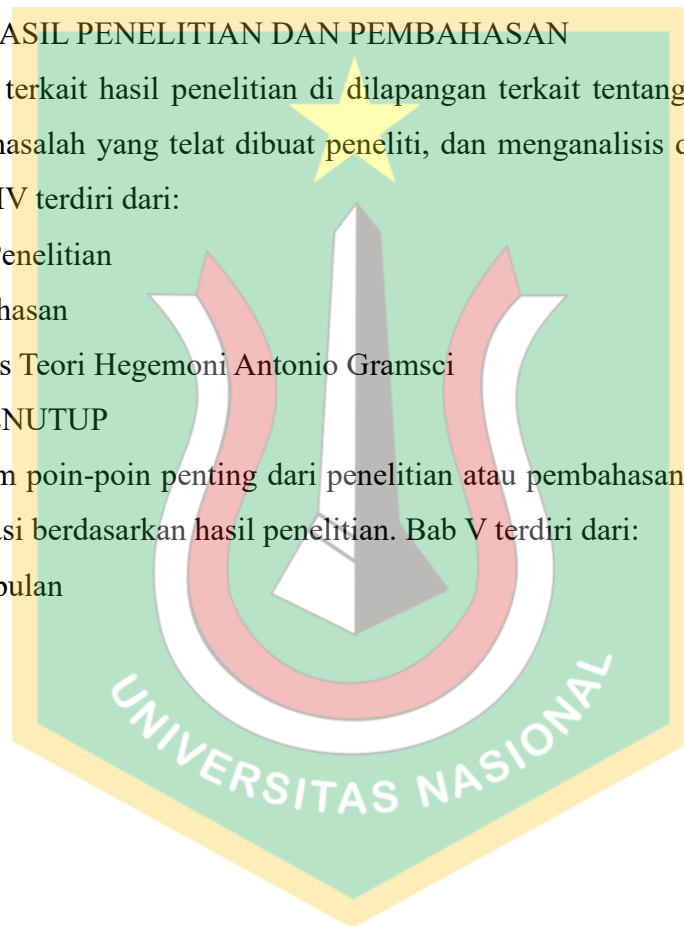 ASIL PENELITIAN DAN PEMBAHASAN
terkait hasil penelitian di dilapangan terkait tentang
masalah yang telat dibuat peneliti, dan menganalisis d
IV terdiri dari:
Penelitian
hasan
s Teori Hegemoni Antonio Gramsci
ENUTUP
m poin-poin penting dari penelitian atau pembahasan
asi berdasarkan hasil penelitian. Bab V terdiri dari:
pulan
UNIVERSITAS NASIONAL